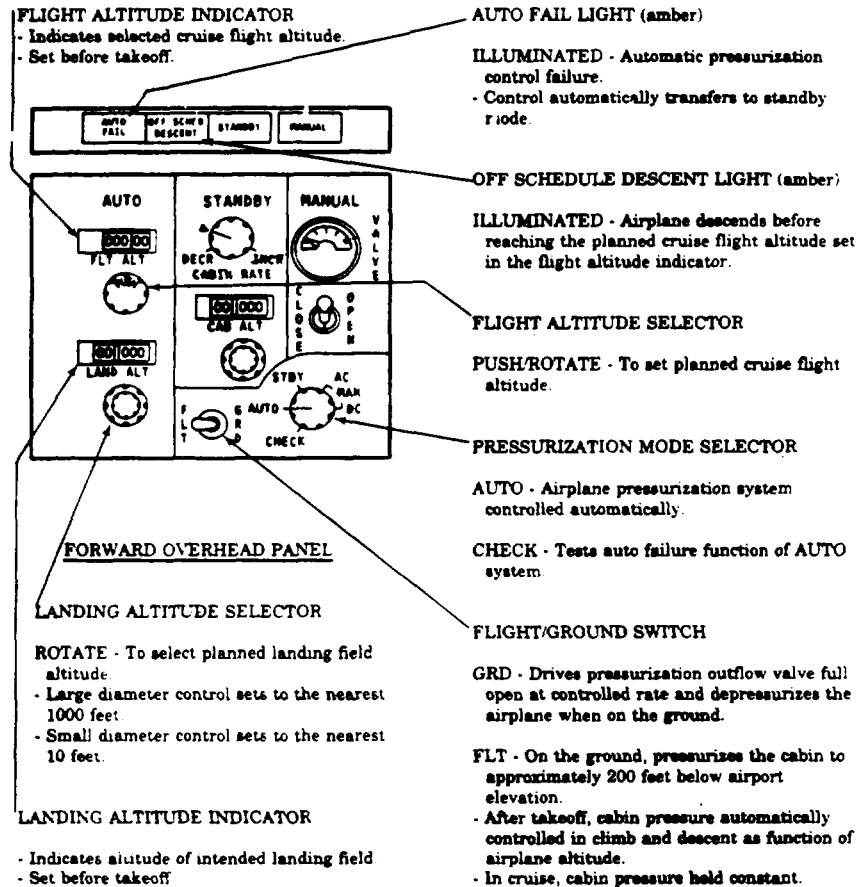 FLIGHT ALTITUDE INDICATOR
- Indicates selected cruise flight altitude.
- Set before takeoff.
AUTO FAIL LIGHT (amber)
ILLUMINATED - Automatic pressurization
control failure.
- Control automatically transfers to standby
mode.
AUTO
FAIL
OFF SCHED
DESCENT
STANDBY
MANUAL
OFF SCHEDULE DESCENT LIGHT (amber)
ILLUMINATED - Airplane descends before
reaching the planned cruise flight altitude set
in the flight altitude indicator.
AUTO
000 00
FLT ALT
00 000
LAND ALT
STANDBY
DECR INCR
CABIN RATE
00 000
CAB ALT
MANUAL
VALVE
CLOSE
OPEN
FLT
GRD
STBY
AC
MAN
DC
AUTO
CHECK
FLIGHT ALTITUDE SELECTOR
PUSH/ROTATE - To set planned cruise flight
altitude.
PRESSURIZATION MODE SELECTOR
AUTO - Airplane pressurization system
controlled automatically.
CHECK - Tests auto failure function of AUTO
system.
FORWARD OVERHEAD PANEL
LANDING ALTITUDE SELECTOR
ROTATE - To select planned landing field
altitude.
- Large diameter control sets to the nearest
1000 feet.
- Small diameter control sets to the nearest
10 feet.
LANDING ALTITUDE INDICATOR
- Indicates altitude of intended landing field.
- Set before takeoff
FLIGHT/GROUND SWITCH
GRD - Drives pressurization outflow valve full
open at controlled rate and depressurizes the
airplane when on the ground.
FLT - On the ground, pressurizes the cabin to
approximately 200 feet below airport
elevation.
- After takeoff, cabin pressure automatically
controlled in climb and descent as function of
airplane altitude.
- In cruise, cabin pressure held constant.